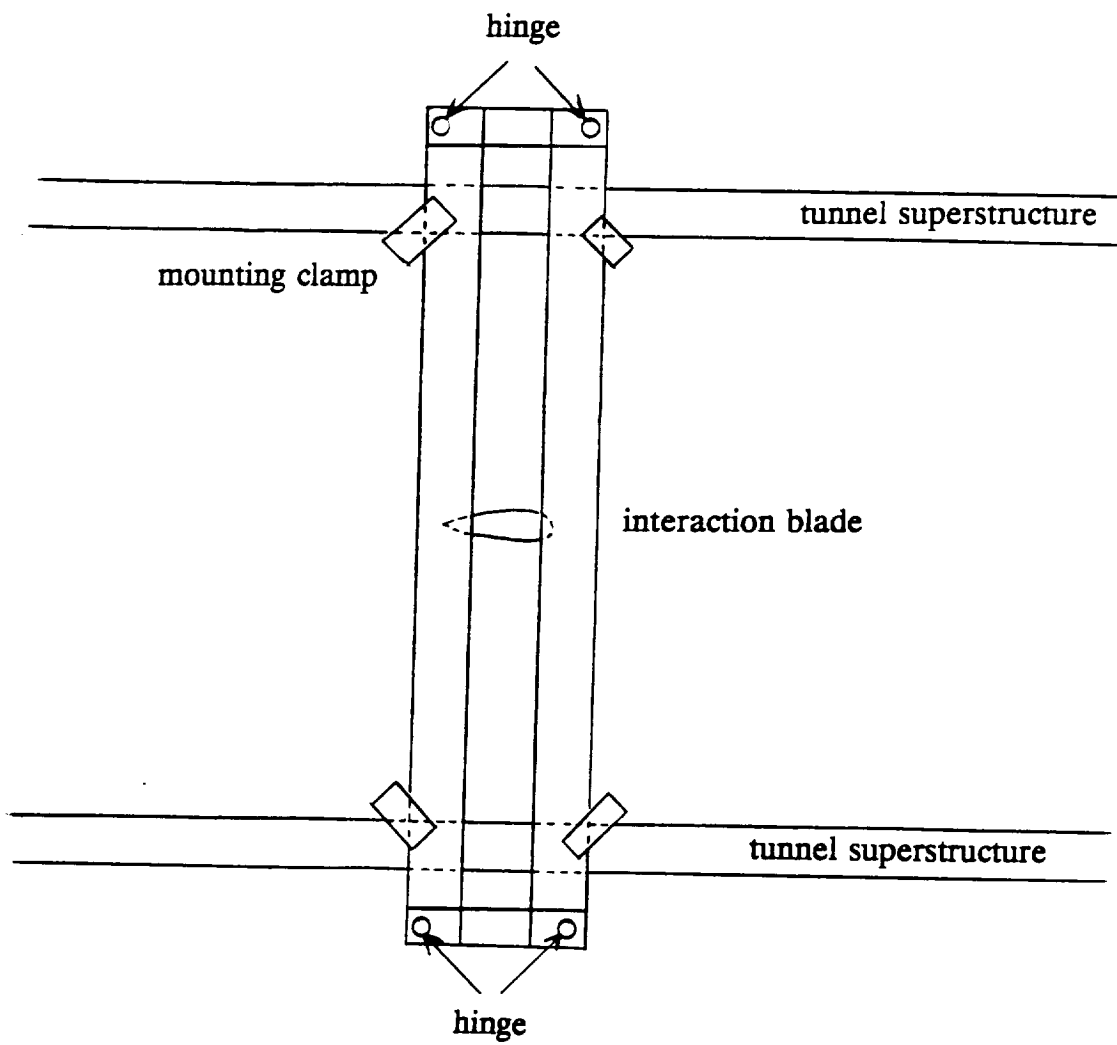 hinge
tunnel superstructure
mounting clamp
interaction blade
tunnel superstructure
hinge